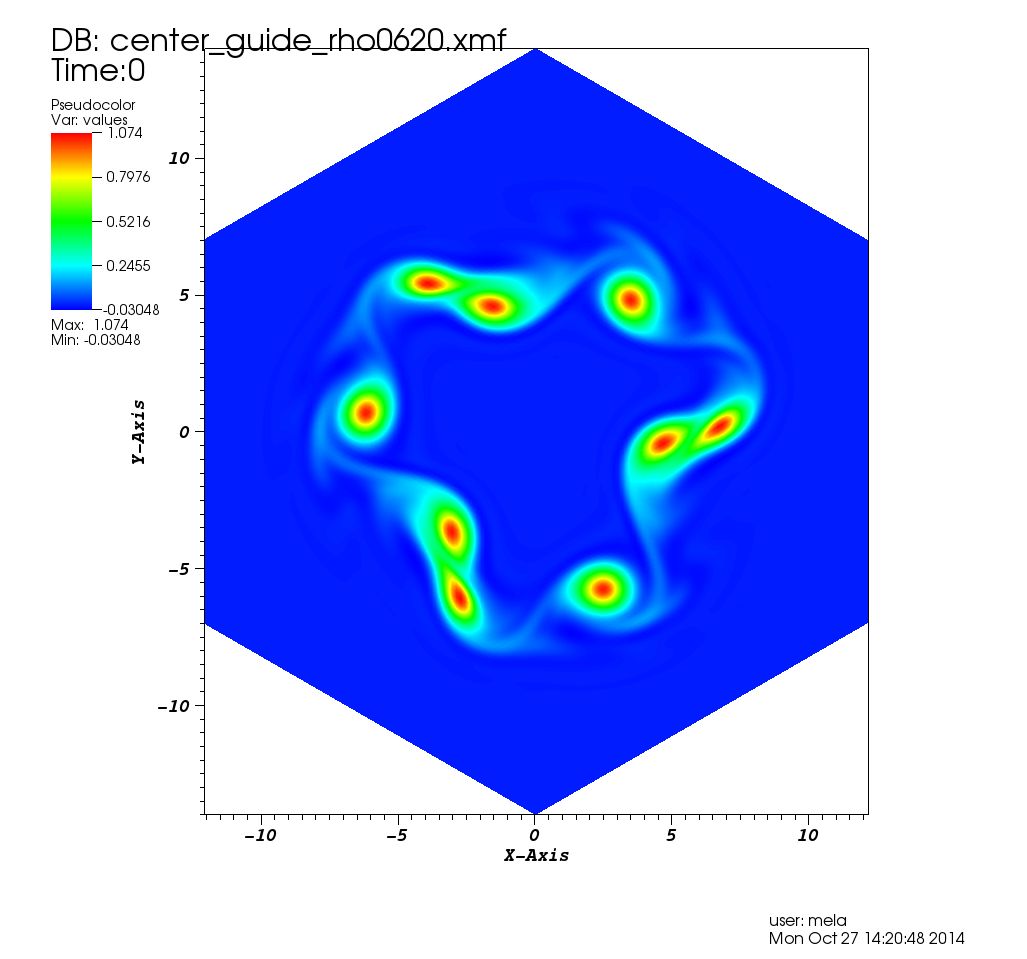 DB: center_guide_rho0620.xmf
Time:0
Pseudocolor
Var: values
1.074
0.7976
0.5216
0.2455
-0.03048
Max: 1.074
Min: -0.03048
10
5
0
-5
-10
Y-Axis
-10 -5 0 5 10
X-Axis
user: mela
Mon Oct 27 14:20:48 2014